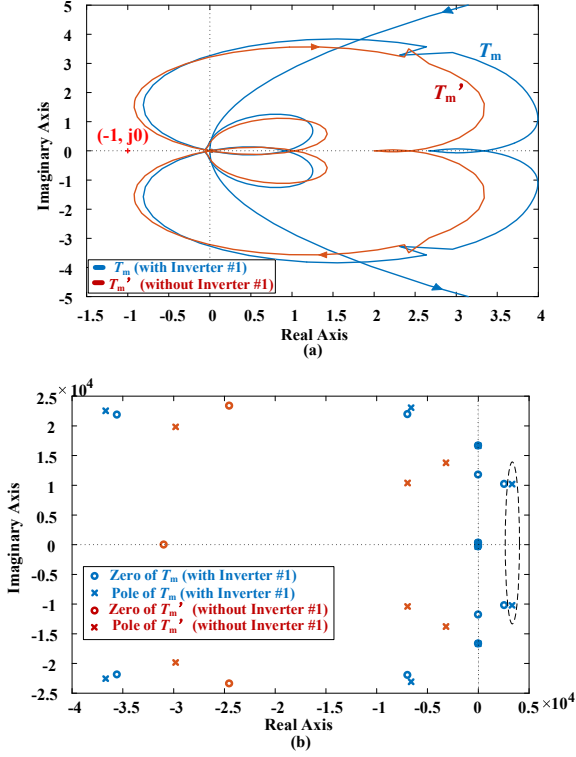 5
4
3
2
1
0
-1
-2
-3
-4
-5
Imaginary Axis
Tm
Tm'
(-1, j0)
Tm (with Inverter #1)
Tm' (without Inverter #1)
-1.5 -1 -0.5 0 0.5 1 1.5 2 2.5 3 3.5 4
Real Axis
(a)
×10⁴
2.5
2
1.5
1
0.5
0
-0.5
-1
-1.5
-2
-2.5
Imaginary Axis
Zero of Tm (with Inverter #1)
Pole of Tm (with Inverter #1)
Zero of Tm' (without Inverter #1)
Pole of Tm' (without Inverter #1)
-4 -3.5 -3 -2.5 -2 -1.5 -1 -0.5 0 0.5 ×10⁴
Real Axis
(b)